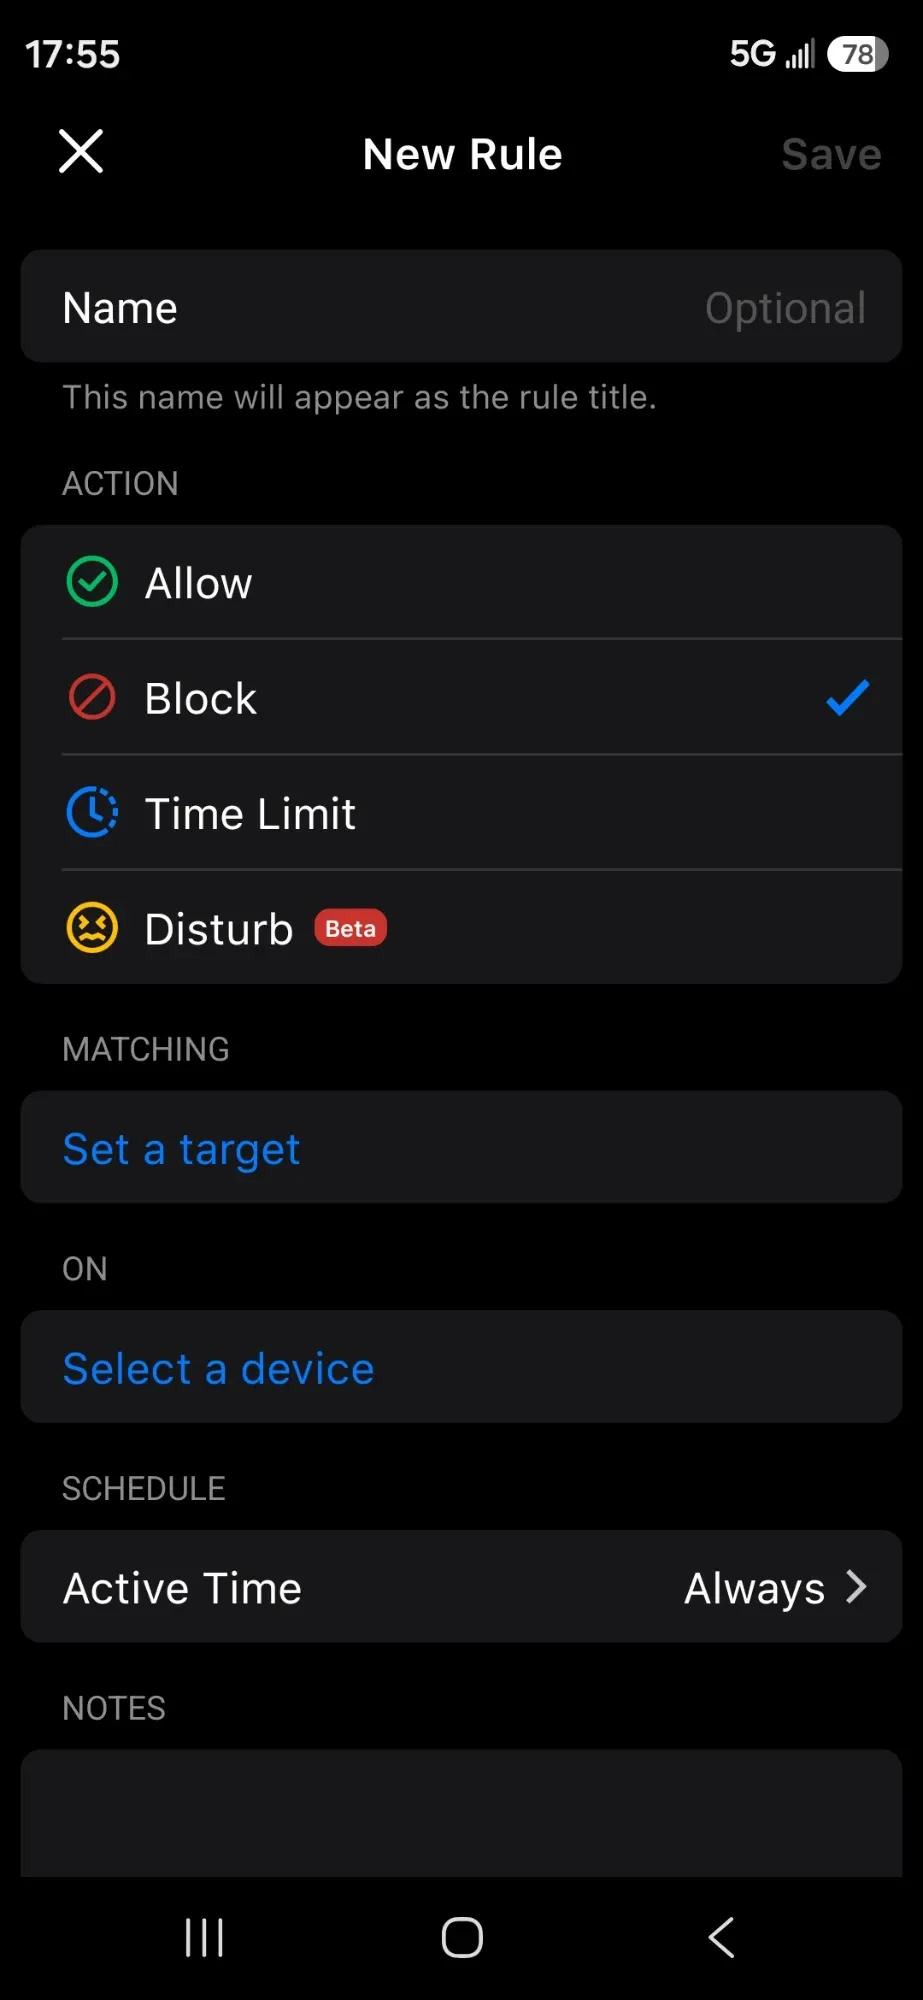 17:55 5G 78
New Rule Save
Name Optional
This name will appear as the rule title.
ACTION
Allow
Block
Time Limit
Disturb Beta
MATCHING
Set a target
ON
Select a device
SCHEDULE
Active Time Always
NOTES